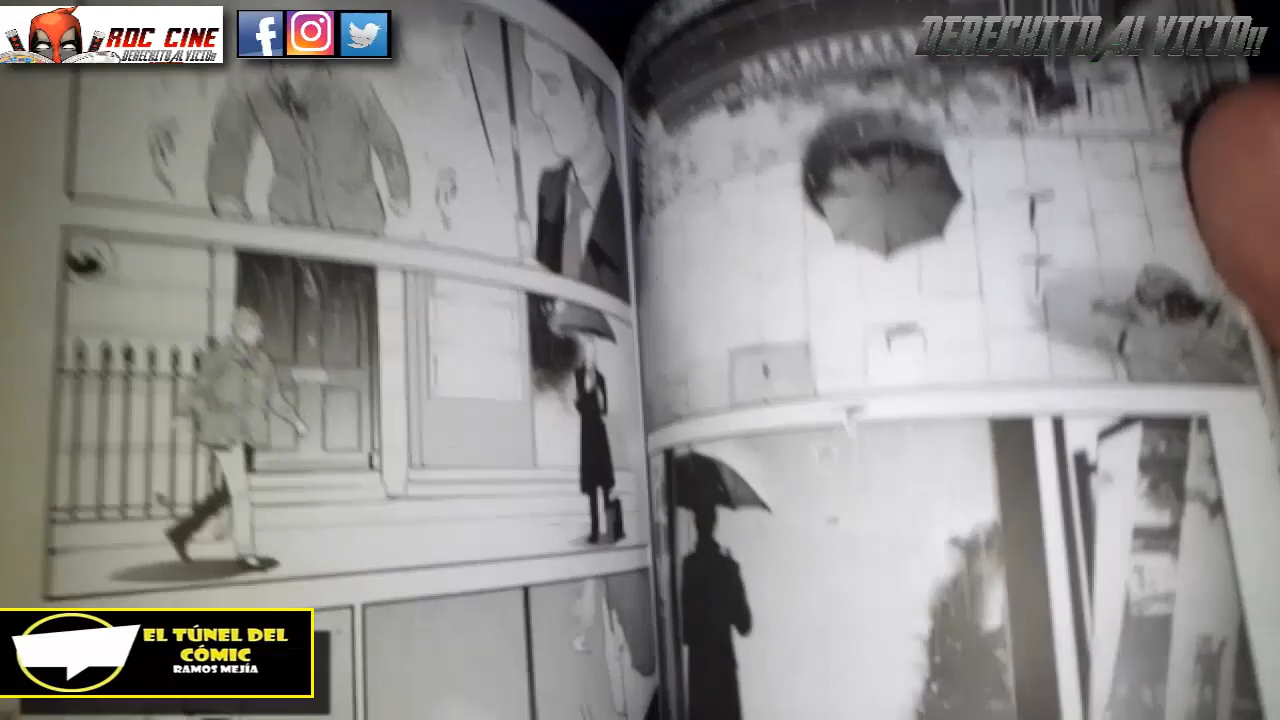 ROC CINE
DERECHITO AL VICIO!!
DERECHITO AL VICIO!!
EL TÚNEL DEL
CÓMIC
RAMOS MEJÍA